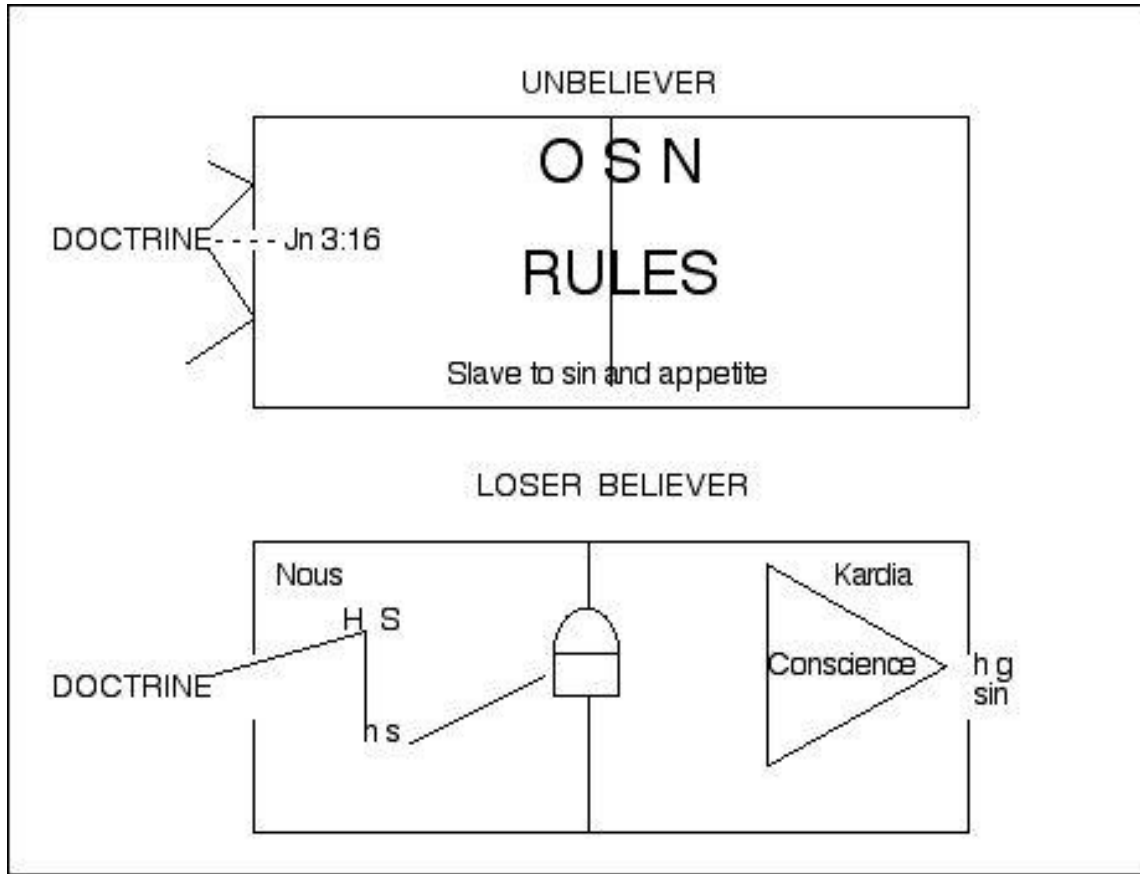 UNBELIEVER
O S N
DOCTRINE - - - - Jn 3:16
RULES
Slave to sin and appetite
LOSER BELIEVER
Nous
Kardia
H S
Conscience
h g
DOCTRINE
sin
h s